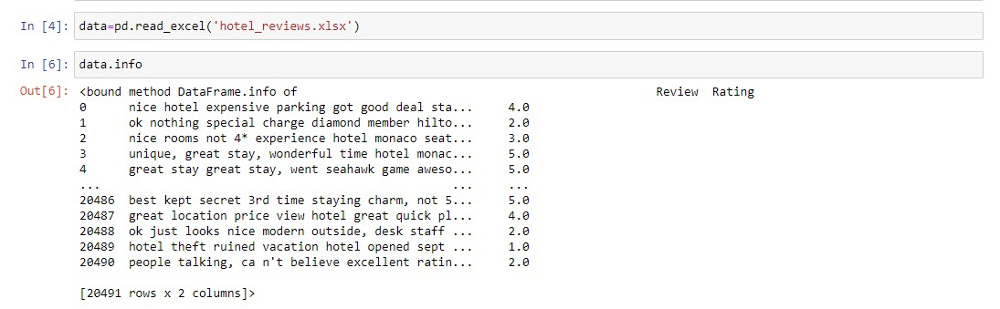 In [4]: data=pd.read_excel('hotel_reviews.xlsx')
In [6]: data.info
Out[6]: <bound method DataFrame.info of Review Rating
0 nice hotel expensive parking got good deal sta... 4.0
1 ok nothing special charge diamond member hilto... 2.0
2 nice rooms not 4* experience hotel monaco seat... 3.0
3 unique, great stay, wonderful time hotel monac... 5.0
4 great stay great stay, went seahawk game aweso... 5.0
... ... ...
20486 best kept secret 3rd time staying charm, not 5... 5.0
20487 great location price view hotel great quick pl... 4.0
20488 ok just looks nice modern outside, desk staff ... 2.0
20489 hotel theft ruined vacation hotel opened sept ... 1.0
20490 people talking, ca n't believe excellent ratin... 2.0
[20491 rows x 2 columns]>